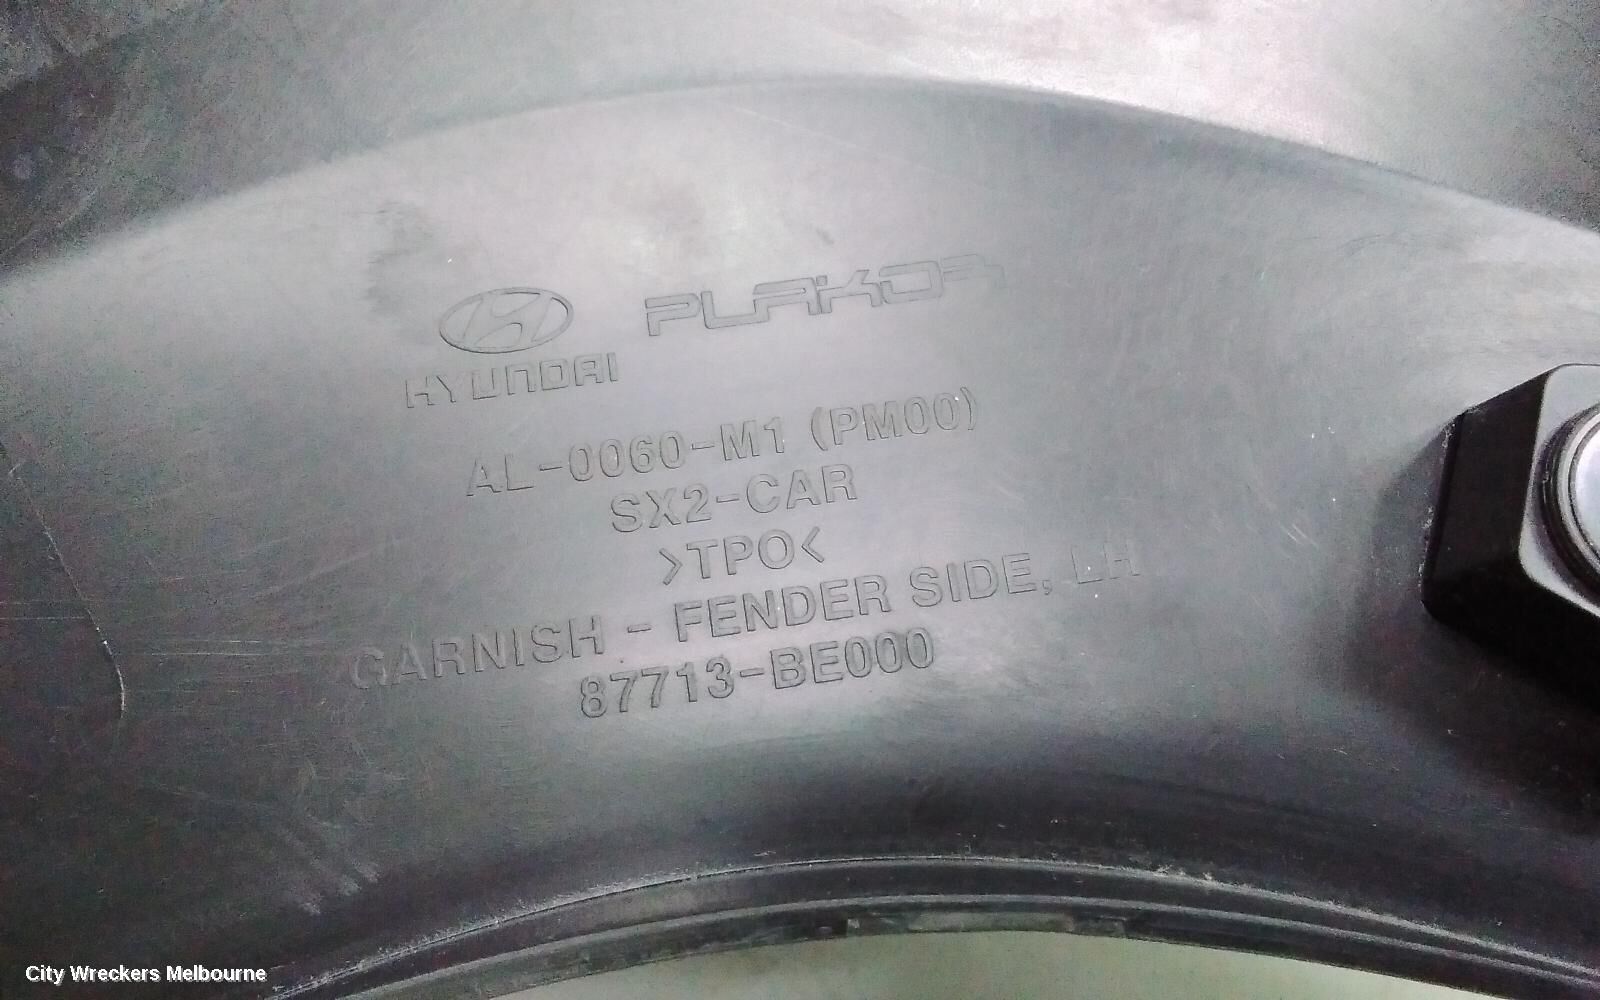 HYUNDAI
PLAKOR
AL-0060-M1 (PM00)
SX2-CAR
>TPO<
GARNISH - FENDER SIDE, LH
87713-BE000
City Wreckers Melbourne